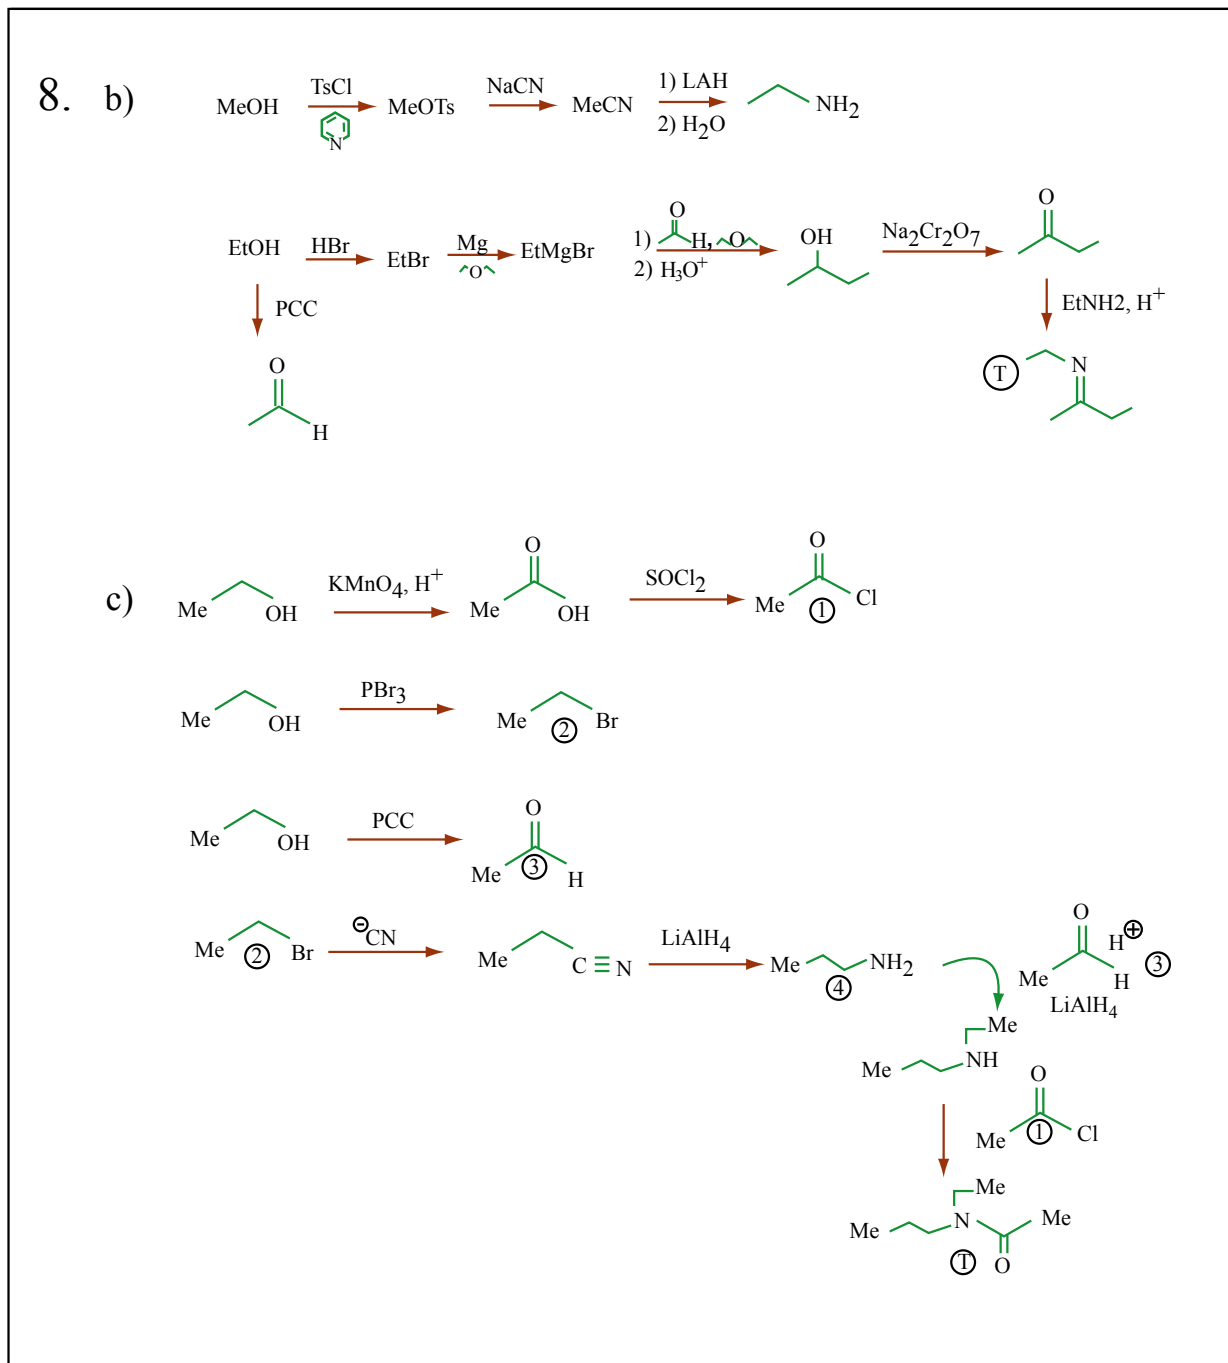 8. b)
MeOH TsCl N MeOTs NaCN MeCN 1) LAH 2) H2O NH2
EtOH HBr EtBr Mg O EtMgBr 1) O H, O 2) H3O+ OH Na2Cr2O7 O
PCC EtNH2, H+
O H
T N
c) Me OH KMnO4, H+ O Me OH SOCl2 O Me Cl 1
Me OH PBr3 Me Br 2
Me OH PCC O Me H 3
Me Br 2 ⊖CN Me C N LiAlH4 Me NH2 4 O Me H H⊕ 3
LiAlH4
Me NH Me
O Me Cl 1
Me N Me O Me
T